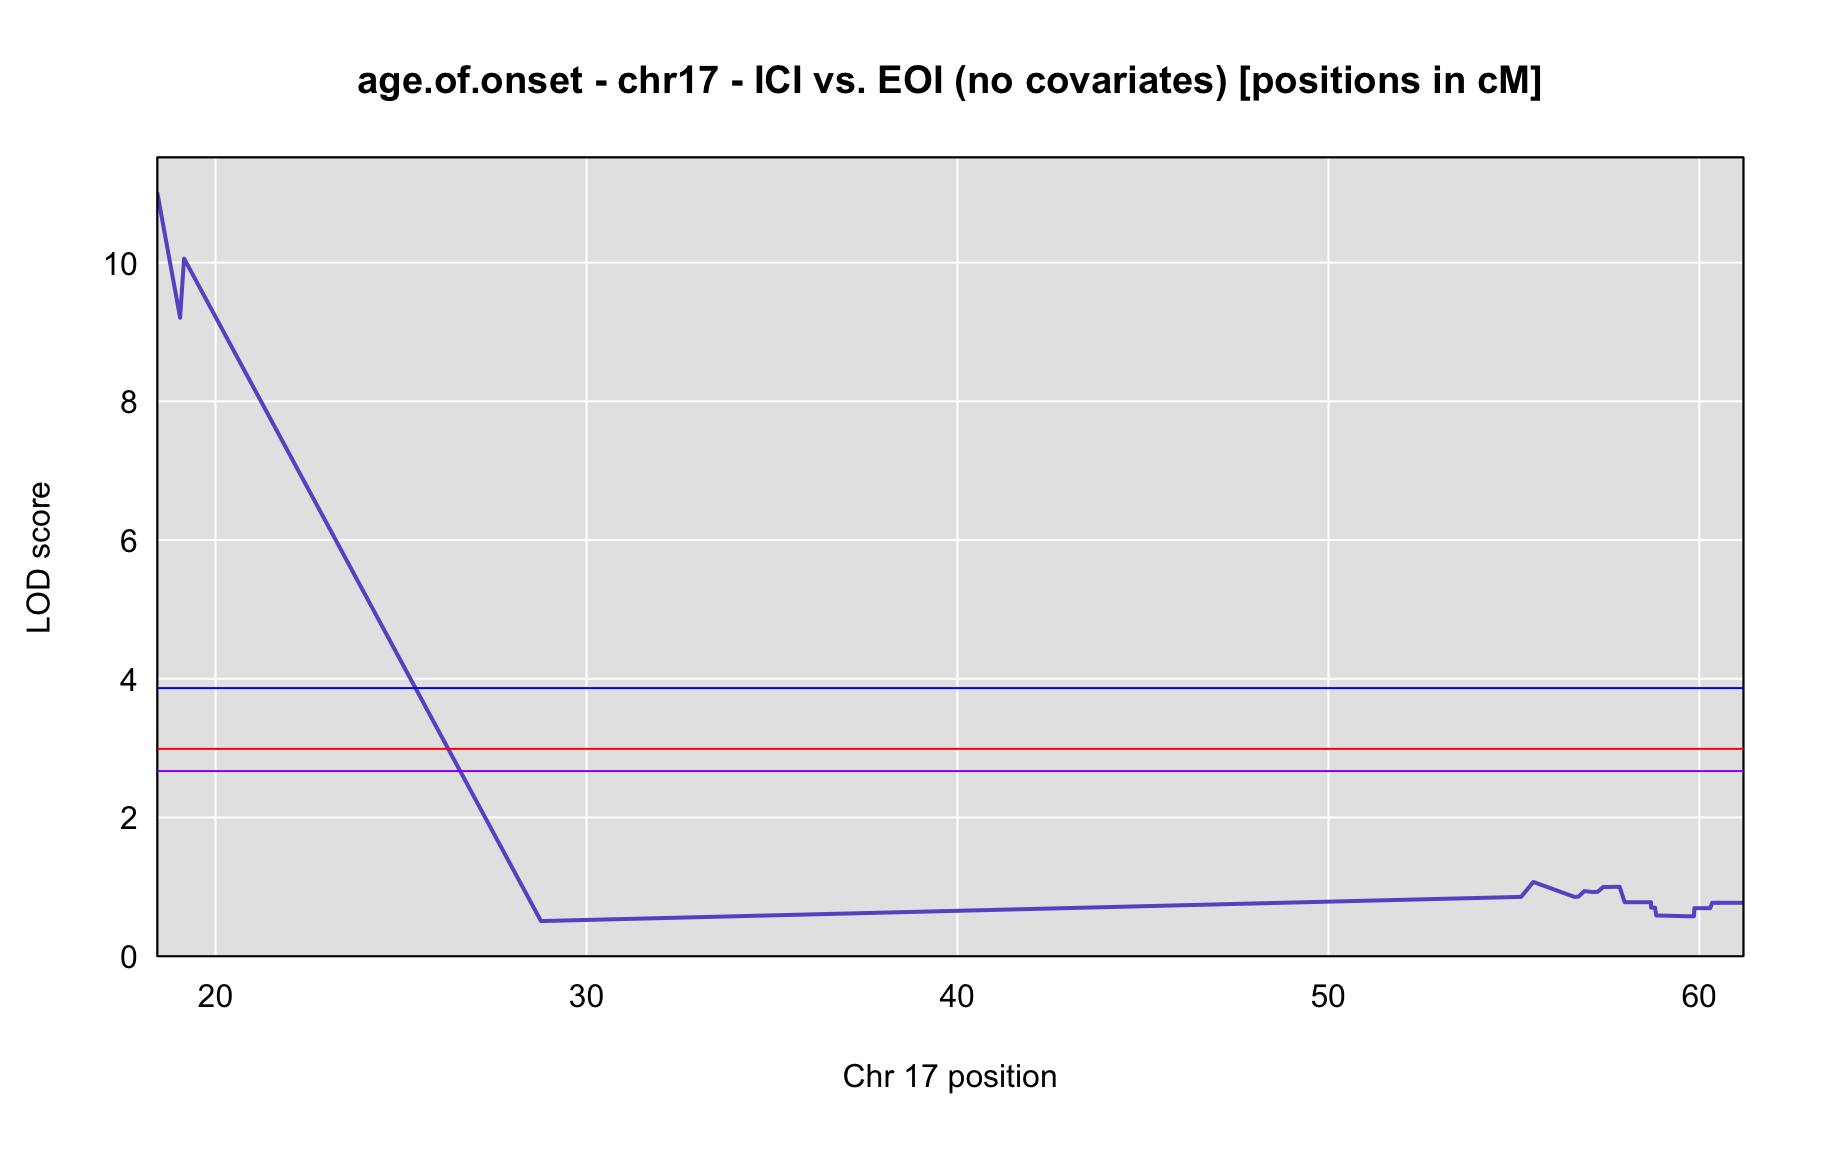 age.of.onset - chr17 - ICI vs. EOI (no covariates) [positions in cM]
10
8
6
4
2
0
LOD score
20 30 40 50 60
Chr 17 position